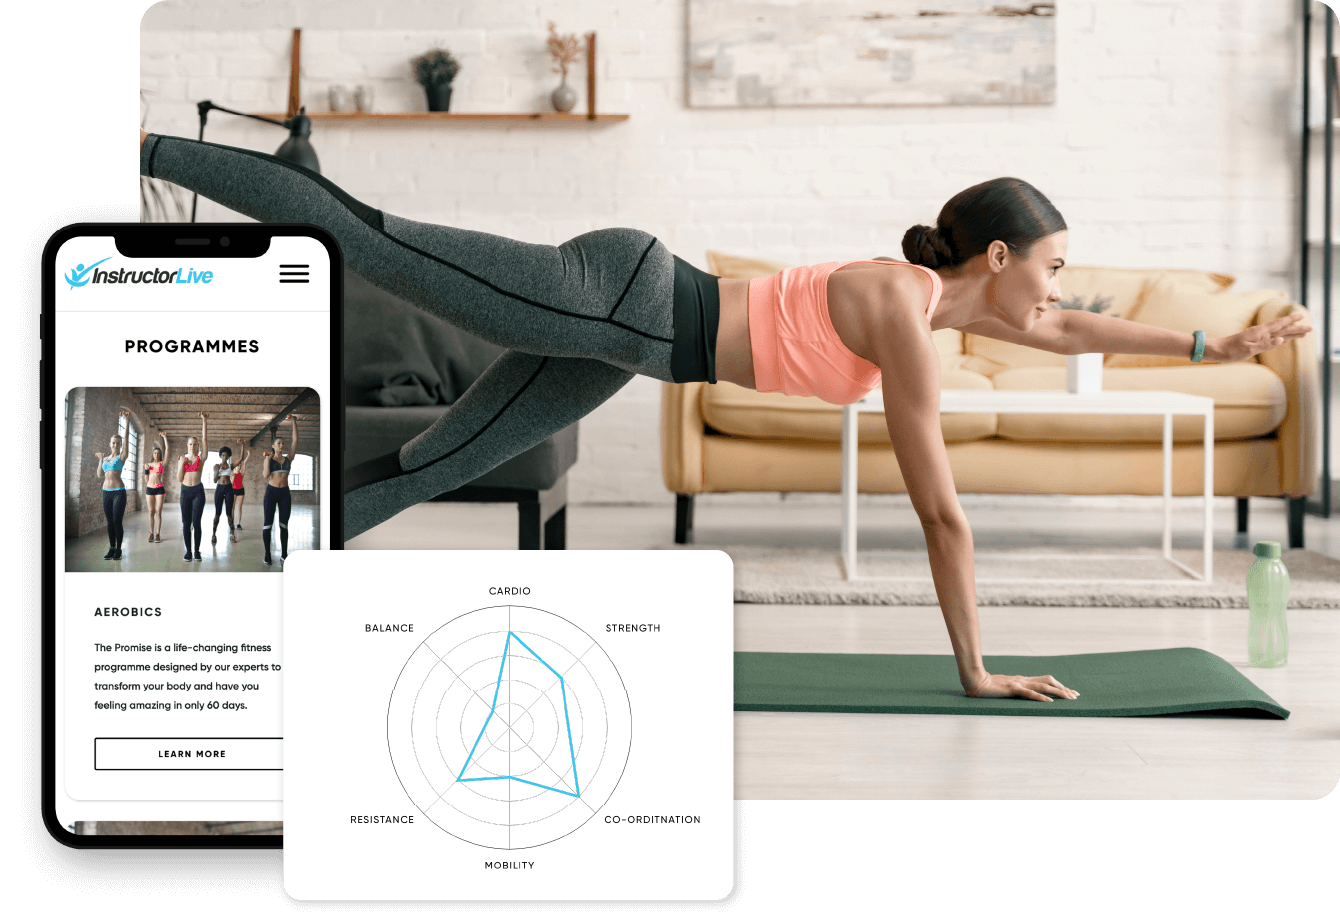 InstructorLive
PROGRAMMES
AEROBICS
The Promise is a life-changing fitness
programme designed by our experts to
transform your body and have you
feeling amazing in only 60 days.
LEARN MORE
CARDIO
BALANCE
STRENGTH
RESISTANCE
CO-ORDITNATION
MOBILITY